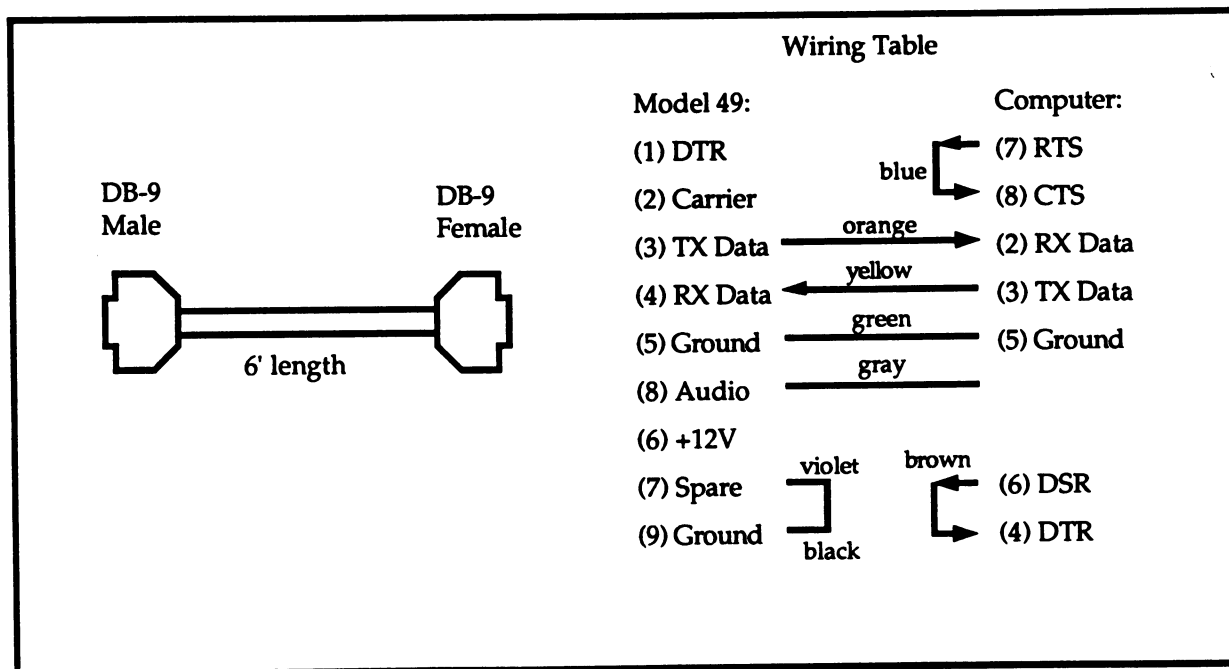 Wiring Table
Model 49:
Computer:
(1) DTR
(7) RTS
blue
(2) Carrier
(8) CTS
DB-9
Male
DB-9
Female
orange
(3) TX Data
(2) RX Data
yellow
(4) RX Data
(3) TX Data
green
(5) Ground
(5) Ground
6' length
gray
(8) Audio
(6) +12V
violet
brown
(7) Spare
(6) DSR
(9) Ground
(4) DTR
black